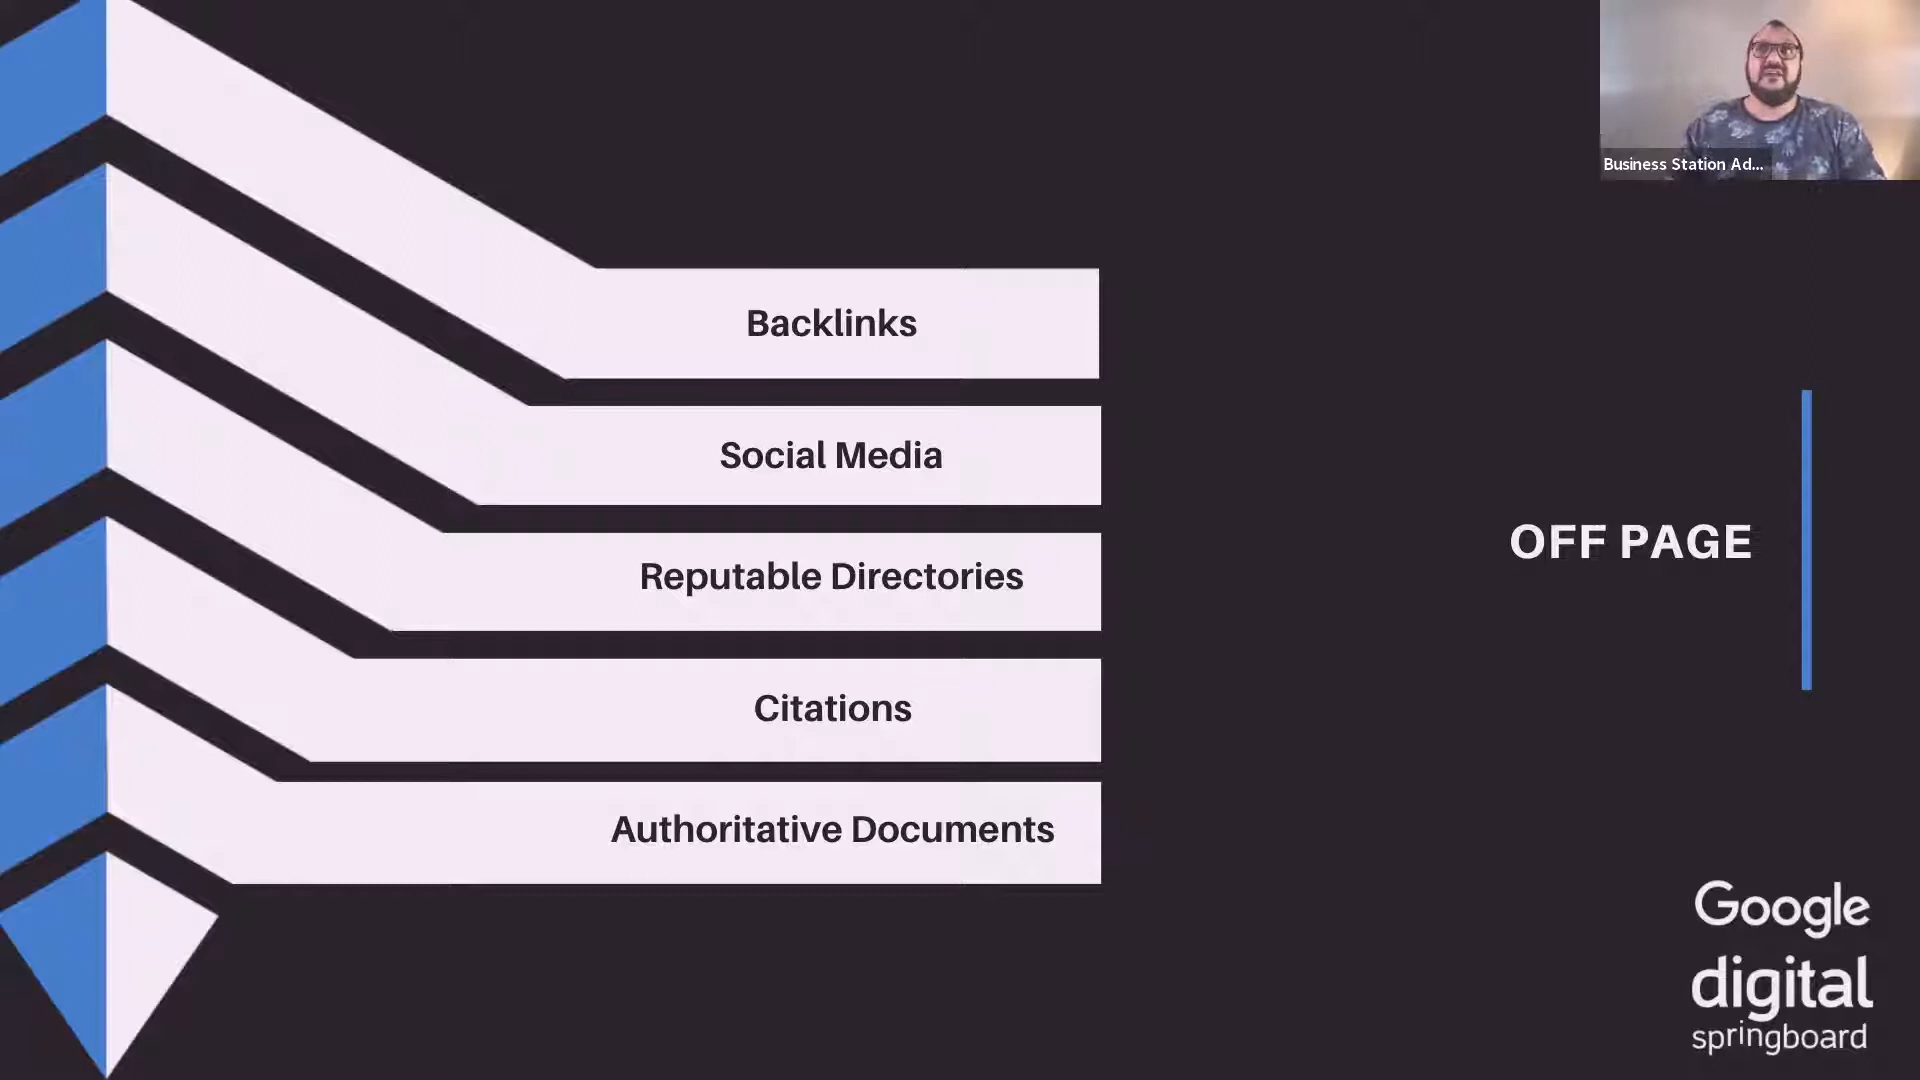 Business Station Ad...
Backlinks
Social Media
Reputable Directories
Citations
Authoritative Documents
OFF PAGE
Google
digital
springboard